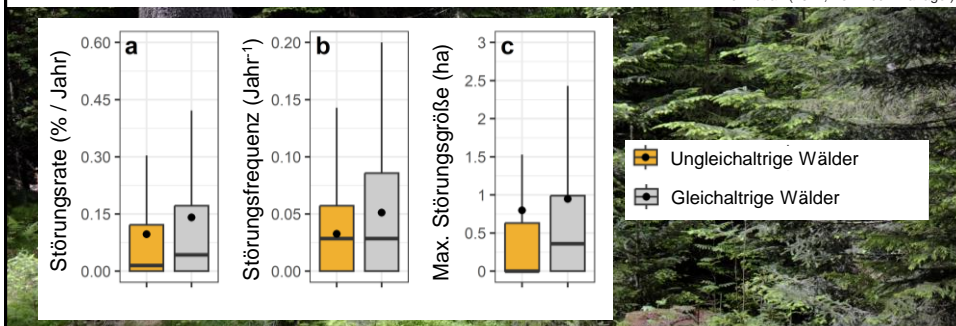 a
b
c
Störungsrate (% / Jahr)
0.60
0.45
0.30
0.15
0.00
Störungsfrequenz (Jahr⁻¹)
0.20
0.15
0.10
0.05
0.00
Max. Störungsgröße (ha)
3
2.5
2
1.5
1
0.5
0
Ungleichaltrige Wälder
Gleichaltrige Wälder